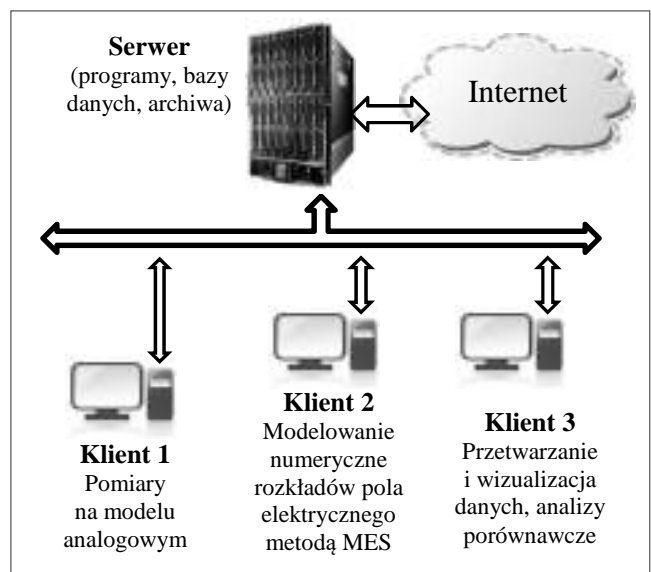 Serwer
(programy, bazy
danych, archiwa)
Internet
Klient 1
Pomiary
na modelu
analogowym
Klient 2
Modelowanie
numeryczne
rozkładów pola
elektrycznego
metodą MES
Klient 3
Przetwarzanie
i wizualizacja
danych, analizy
porównawcze